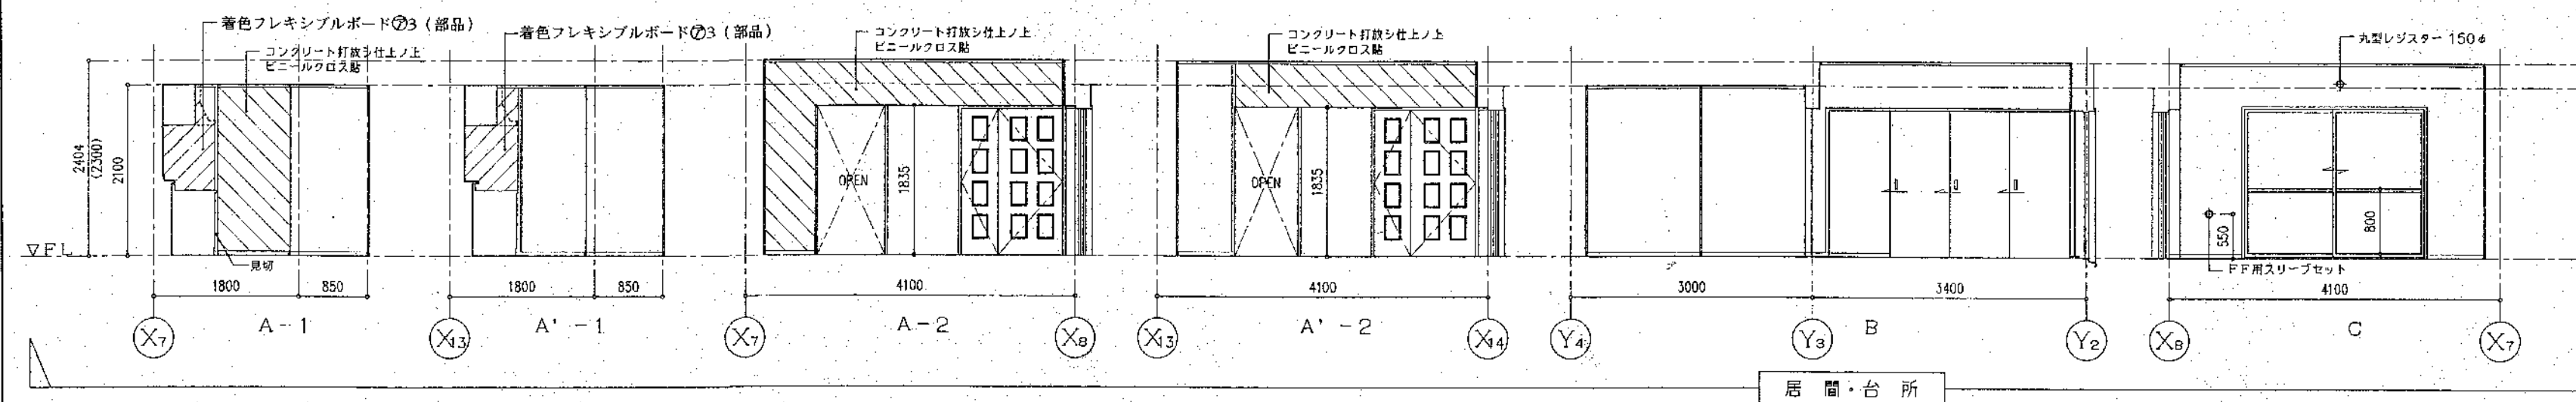 着色フレキシブルボード㋐3(部品)
コンクリート打放シ仕上ノ上
ビニールクロス貼
着色フレキシブルボード㋐3(部品)
コンクリート打放シ仕上ノ上
ビニールクロス貼
コンクリート打放シ仕上ノ上
ビニールクロス貼
丸型レジスター 150φ
2404
(2300)
2100
▽FL
見切
1800
850
X7
A-1
1800
850
X13
A'-1
OPEN
1835
4100
X7
A-2
X8
OPEN
1835
4100
X13
A'-2
X14
3000
3400
Y4
Y3
B
Y2
550
800
FF用スリーブセット
4100
X8
C
X7
居間・台所